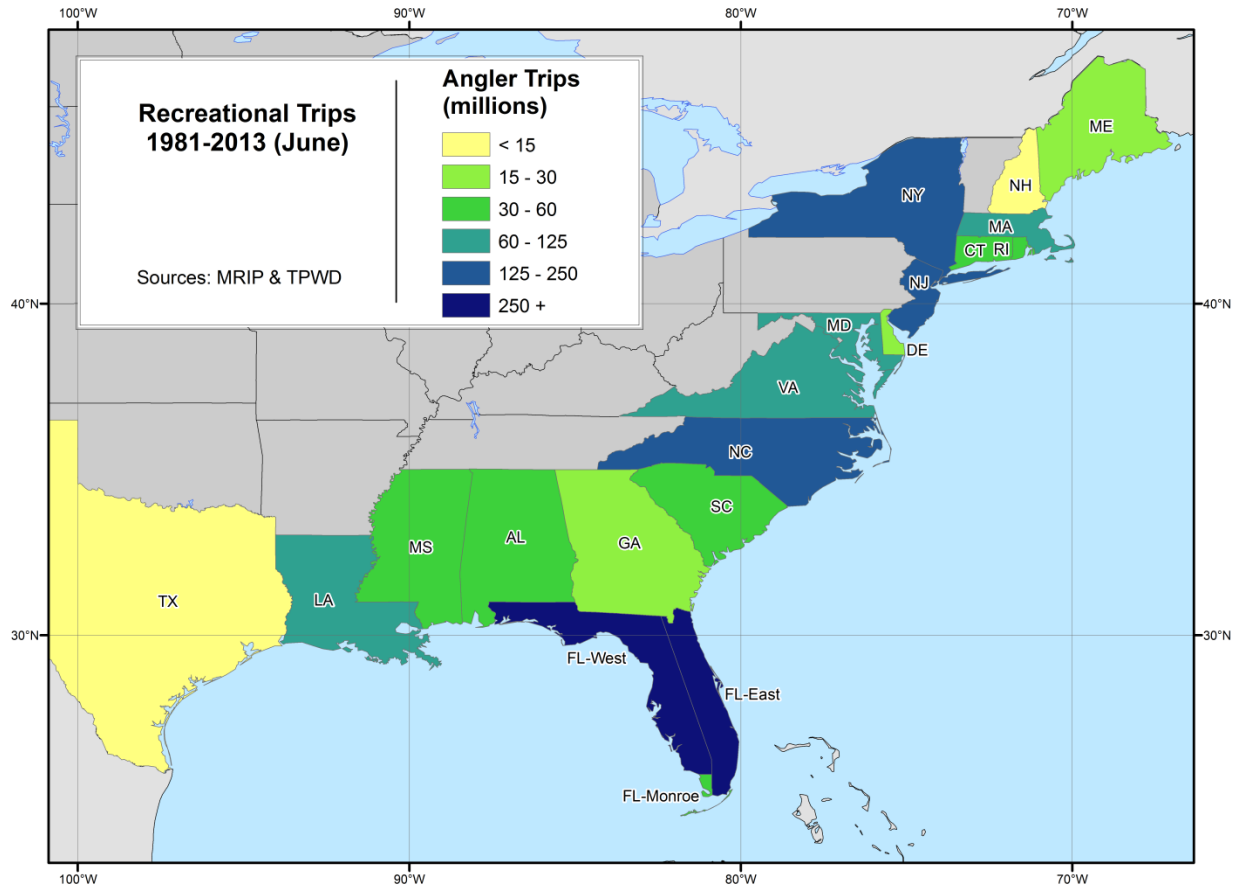 100°W
90°W
80°W
70°W
Recreational Trips
1981-2013 (June)
Sources: MRIP & TPWD
Angler Trips
(millions)
< 15
15 - 30
30 - 60
60 - 125
125 - 250
250 +
ME
NH
NY
MA
CT
RI
NJ
40°N
40°N
MD
DE
VA
NC
SC
MS
AL
GA
TX
LA
30°N
30°N
FL-West
FL-East
FL-Monroe
100°W
90°W
80°W
70°W